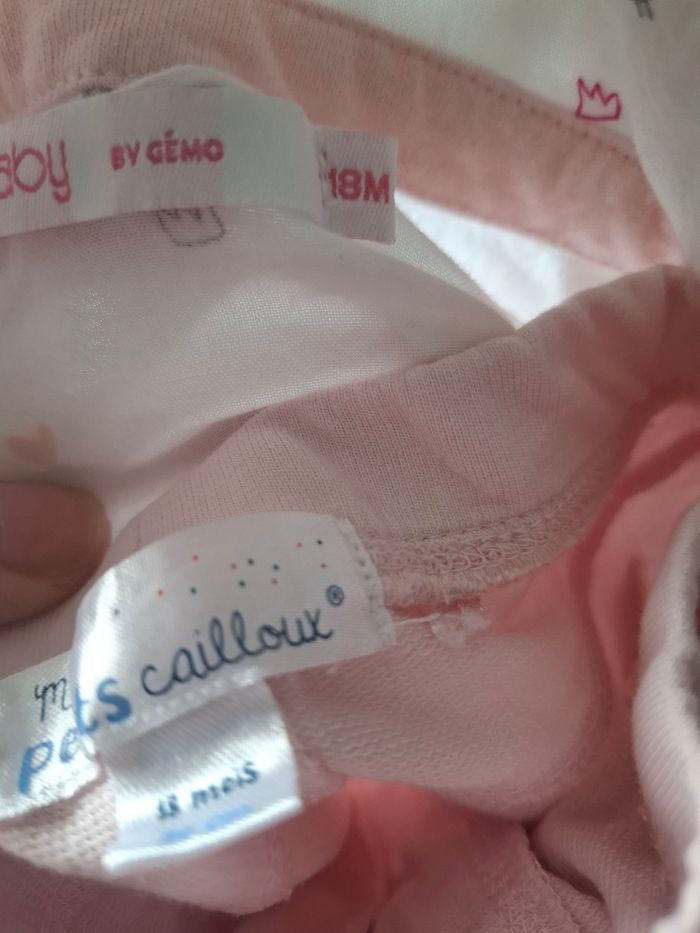 aby BY GÉMO
18M
m
pets cailloux®
18 mois